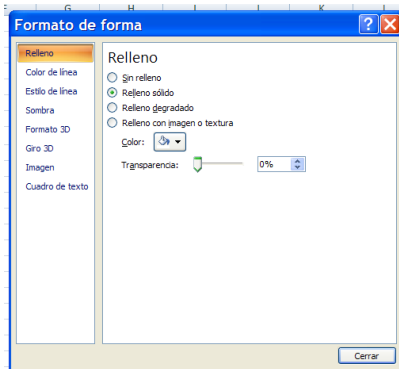 G H I J K L
Formato de forma
Relleno
Color de línea
Estilo de línea
Sombra
Formato 3D
Giro 3D
Imagen
Cuadro de texto
Relleno
Sin relleno
Relleno sólido
Relleno degradado
Relleno con imagen o textura
Color:
Transparencia: 0%
Cerrar